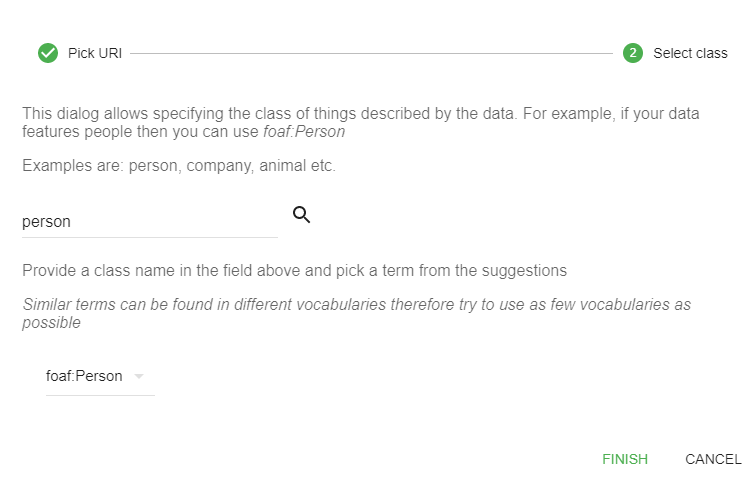 Pick URI
2 Select class
This dialog allows specifying the class of things described by the data. For example, if your data
features people then you can use foaf:Person
Examples are: person, company, animal etc.
person
Provide a class name in the field above and pick a term from the suggestions
Similar terms can be found in different vocabularies therefore try to use as few vocabularies as
possible
foaf:Person
FINISH CANCEL